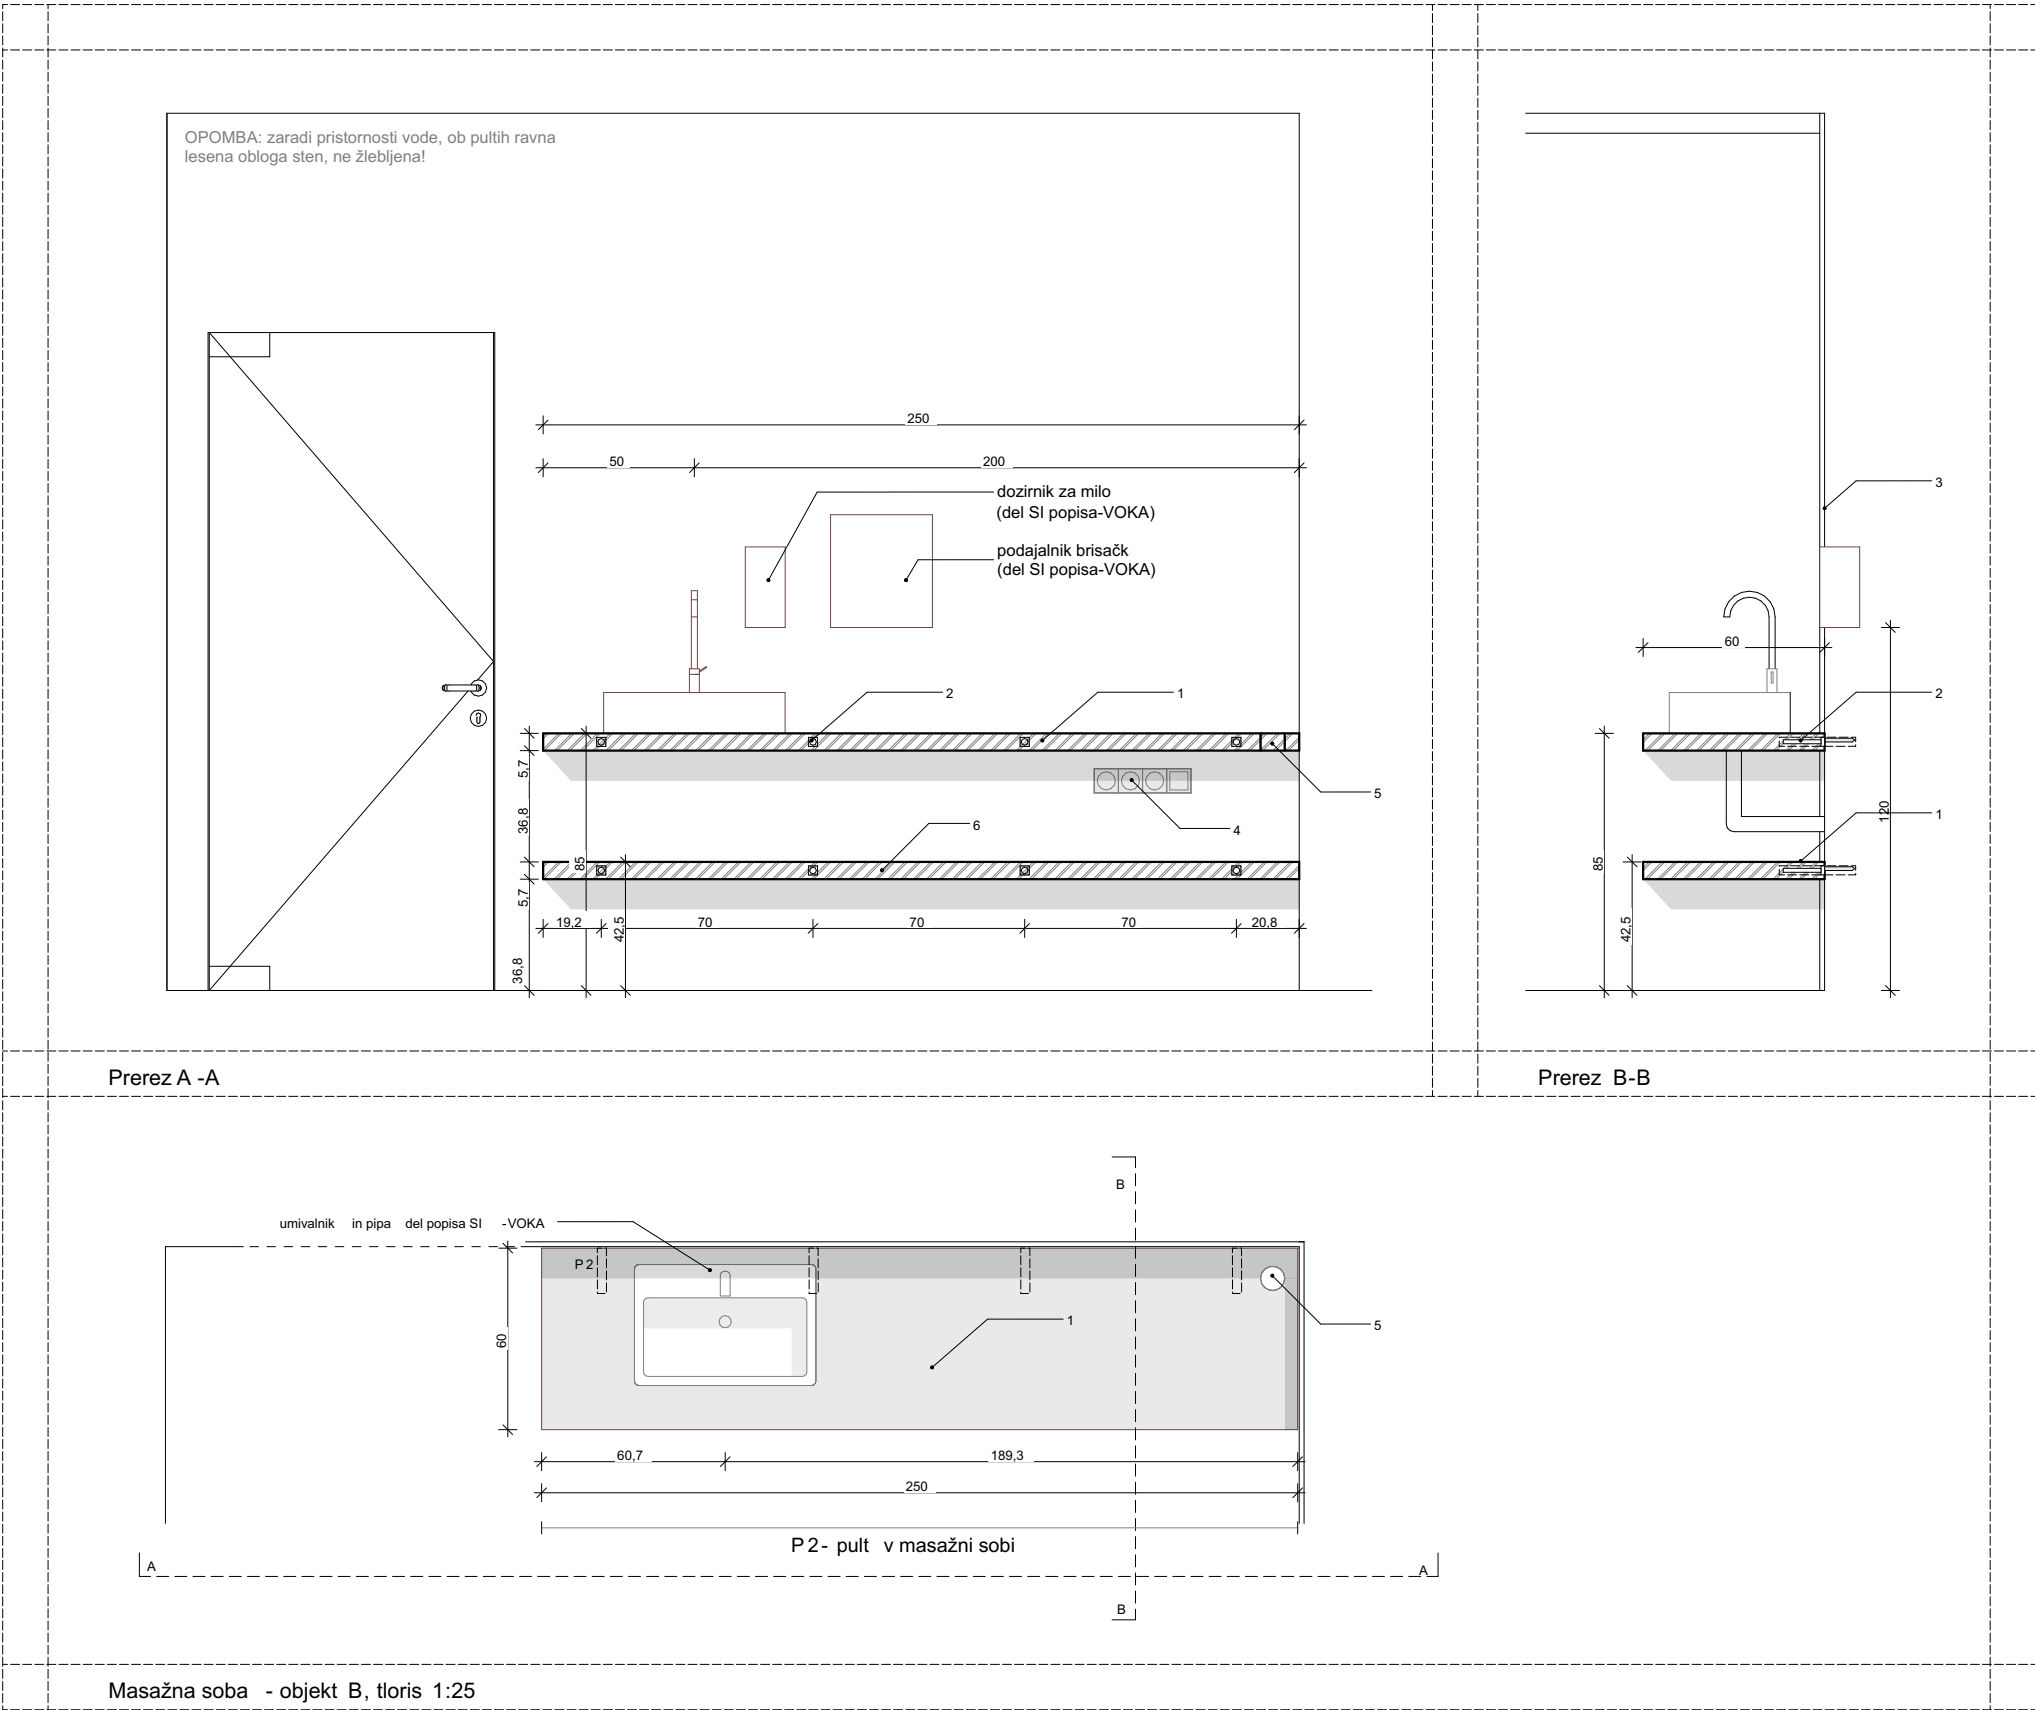 OPOMBA: zaradi pristornosti vode, ob pultih ravna
lesena obloga sten, ne žlebljena!
250
50
200
dozirnik za milo
(del SI popisa-VOKA)
podajalnik brisačk
(del SI popisa-VOKA)
2
1
5
4
6
5,7
36,8
5,7
36,8
85
42,5
19,2
70
70
70
20,8
3
60
2
1
120
85
42,5
Prerez A -A
Prerez B-B
B
umivalnik in pipa del popisa SI -VOKA
P 2
60
1
5
60,7
189,3
250
P 2- pult v masažni sobi
A
A
B
Masažna soba - objekt B, tloris 1:25